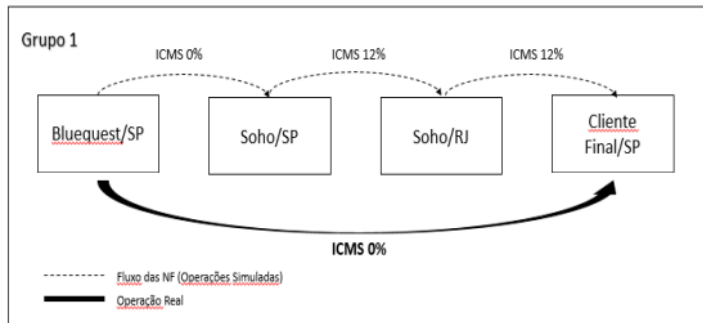 Grupo 1
ICMS 0%
ICMS 12%
ICMS 12%
Bluequest/SP
Soho/SP
Soho/RJ
Cliente
Final/SP
ICMS 0%
Fluxo das NF (Operações Simuladas)
Operação Real